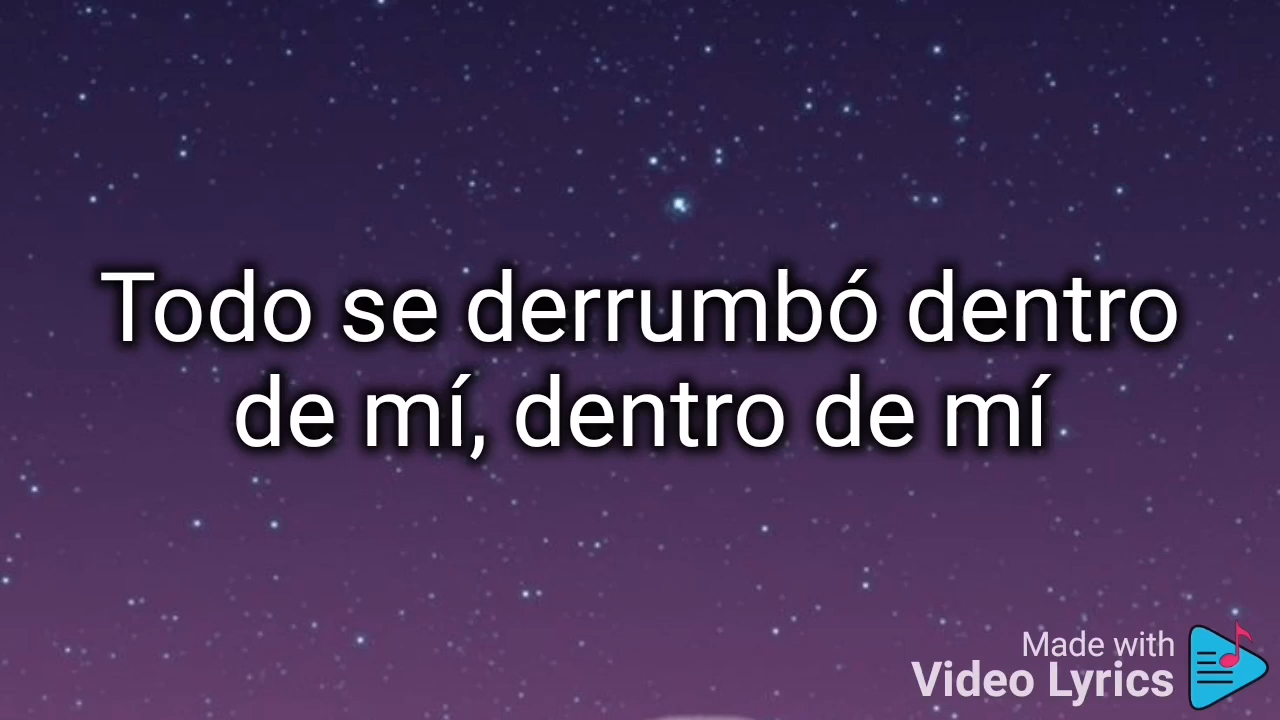 Todo se derrumbó dentro
de mí, dentro de mí
Made with
Video Lyrics